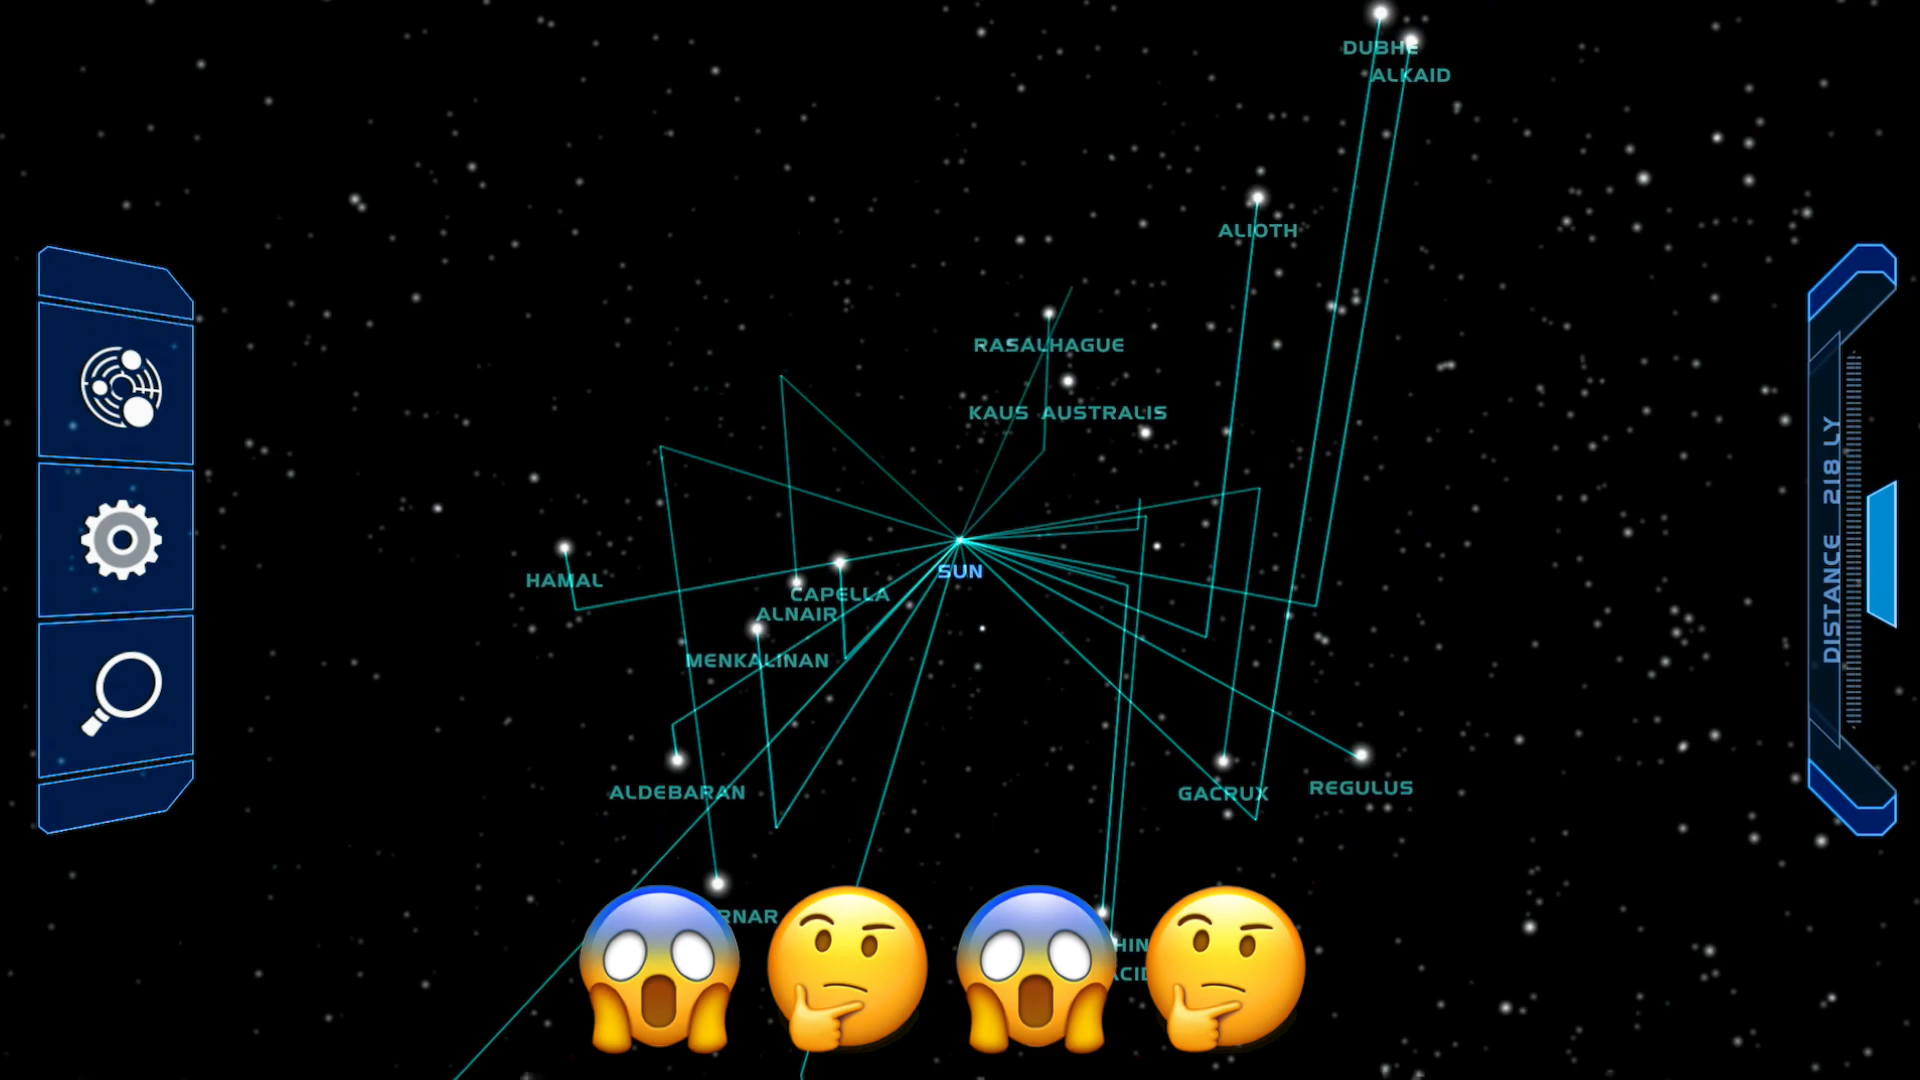 DUBHE
ALKAID
ALIOTH
RASALHAGUE
KAUS AUSTRALIS
SUN
HAMAL
CAPELLA
ALNAIR
MENKALINAN
ALDEBARAN
GACRUX
REGULUS
DISTANCE 218 LY